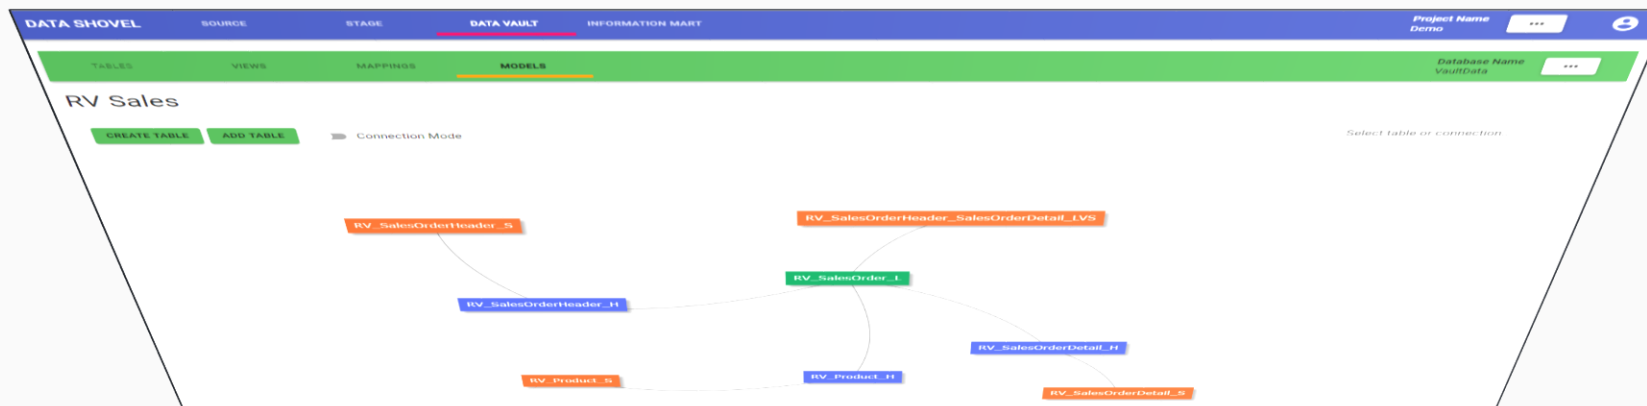 DATA SHOVEL SOURCE STAGE DATA VAULT INFORMATION MART Project Name ...
Demo
TABLES VIEWS MAPPINGS MODELS Database Name ...
VaultData
RV Sales
CREATE TABLE ADD TABLE Connection Mode Select table or connection
RV_SalesOrderHeader_S RV_SalesOrderHeader_SalesOrderDetail_LVS
RV_SalesOrder_L
RV_SalesOrderHeader_H
RV_SalesOrderDetail_H
RV_Product_S RV_Product_H
RV_SalesOrderDetail_S